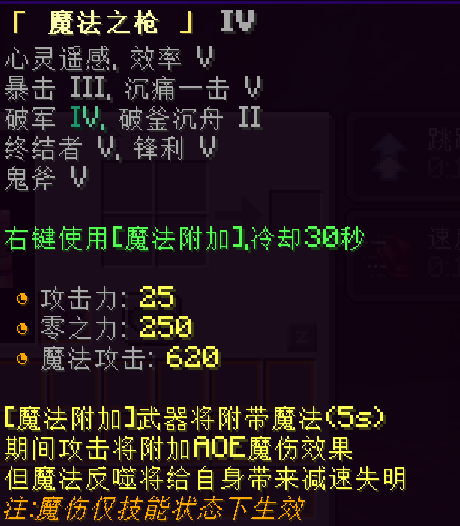 「 魔法之枪 」 IV
心灵遥感, 效率 V
暴击 III, 沉痛一击 V
破军 IV, 破釜沉舟 II
终结者 V, 锋利 V
鬼斧 V
右键使用[魔法附加],冷却30秒
攻击力: 25
零之力: 250
魔法攻击: 620
[魔法附加]武器将附带魔法(5s)
期间攻击将附加AOE魔伤效果
但魔法反噬将给自身带来减速失明
注:魔伤仅技能状态下生效